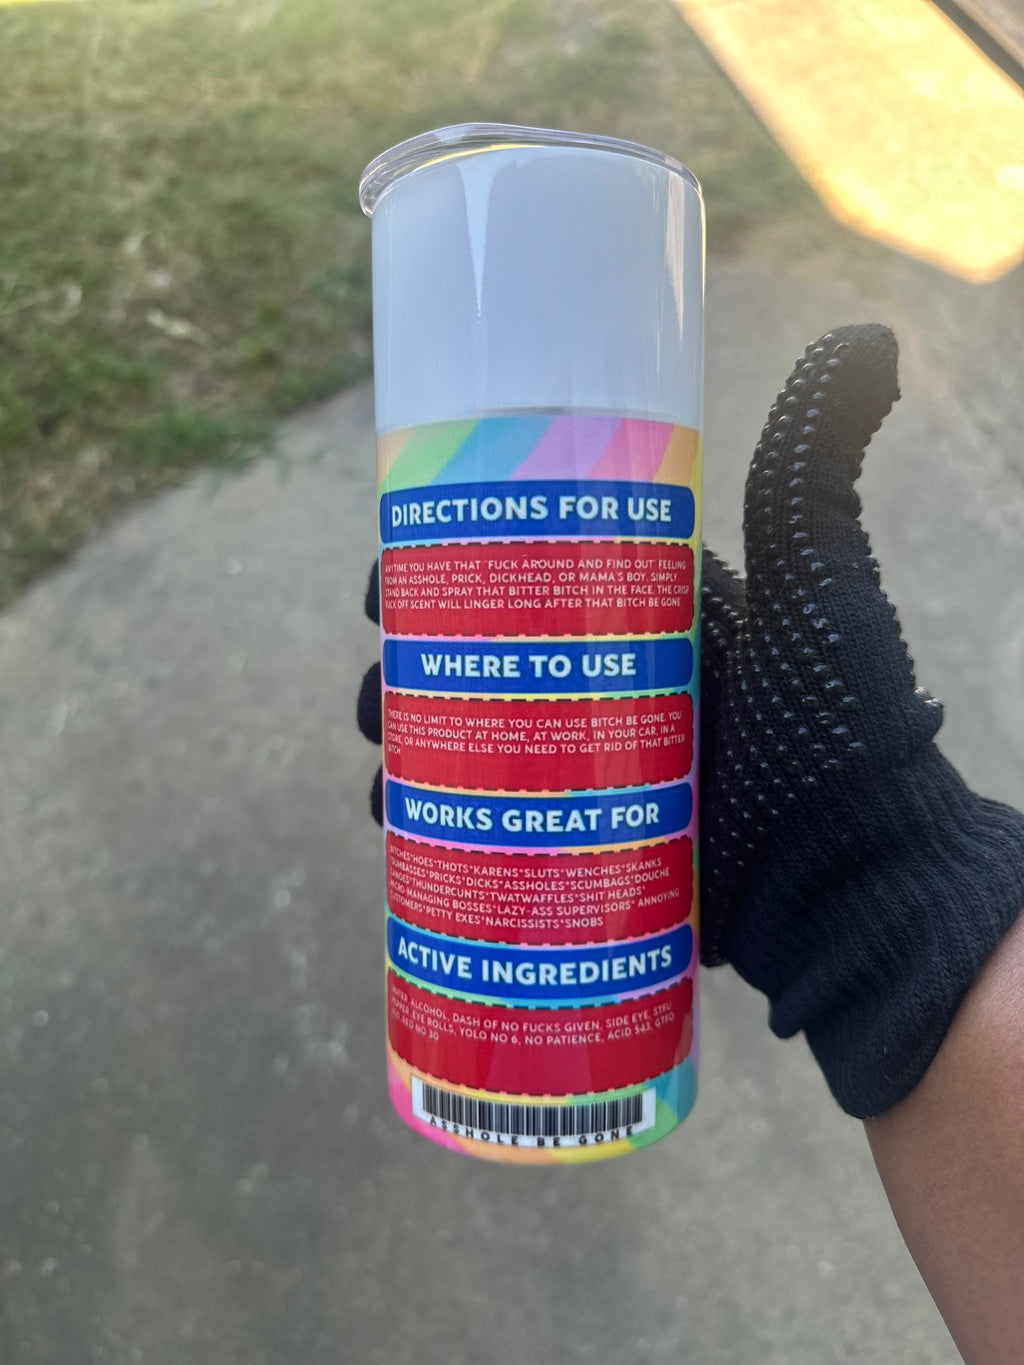 DIRECTIONS FOR USE
ANYTIME YOU HAVE THAT "FUCK AROUND AND FIND OUT" FEELING
FROM AN ASSHOLE, PRICK, DICKHEAD, OR MAMA'S BOY. SIMPLY
STAND BACK AND SPRAY THAT BITTER BITCH IN THE FACE. THE CRISP
FUCK OFF SCENT WILL LINGER LONG AFTER THAT BITCH BE GONE.
WHERE TO USE
THERE IS NO LIMIT TO WHERE YOU CAN USE BITCH BE GONE. YOU
CAN USE THIS PRODUCT AT HOME, AT WORK, IN YOUR CAR, IN A
STORE, OR ANYWHERE ELSE YOU NEED TO GET RID OF THAT BITTER
BITCH
WORKS GREAT FOR
BITCHES*HOES*THOTS*KARENS*SLUTS*WENCHES*SKANKS
*DUMBASSES*PRICKS*DICKS*ASSHOLES*SCUMBAGS*DOUCHE
CANOES*THUNDERCUNTS*TWATWAFFLES*SHIT HEADS*
MICRO-MANAGING BOSSES*LAZY-ASS SUPERVISORS* ANNOYING
CUSTOMERS*PETTY EXES*NARCISSISTS*SNOBS
ACTIVE INGREDIENTS
WATER, ALCOHOL, DASH OF NO FUCKS GIVEN, SIDE EYE, STFU
PEPPER, EYE ROLLS, YOLO NO 6, NO PATIENCE, ACID 543, GTFO
RED NO 30
ASSHOLE BE GONE